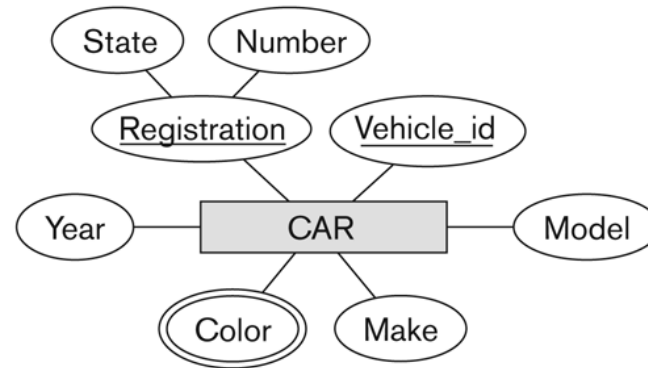 State
Number
Registration
Vehicle_id
Year
CAR
Model
Color
Make